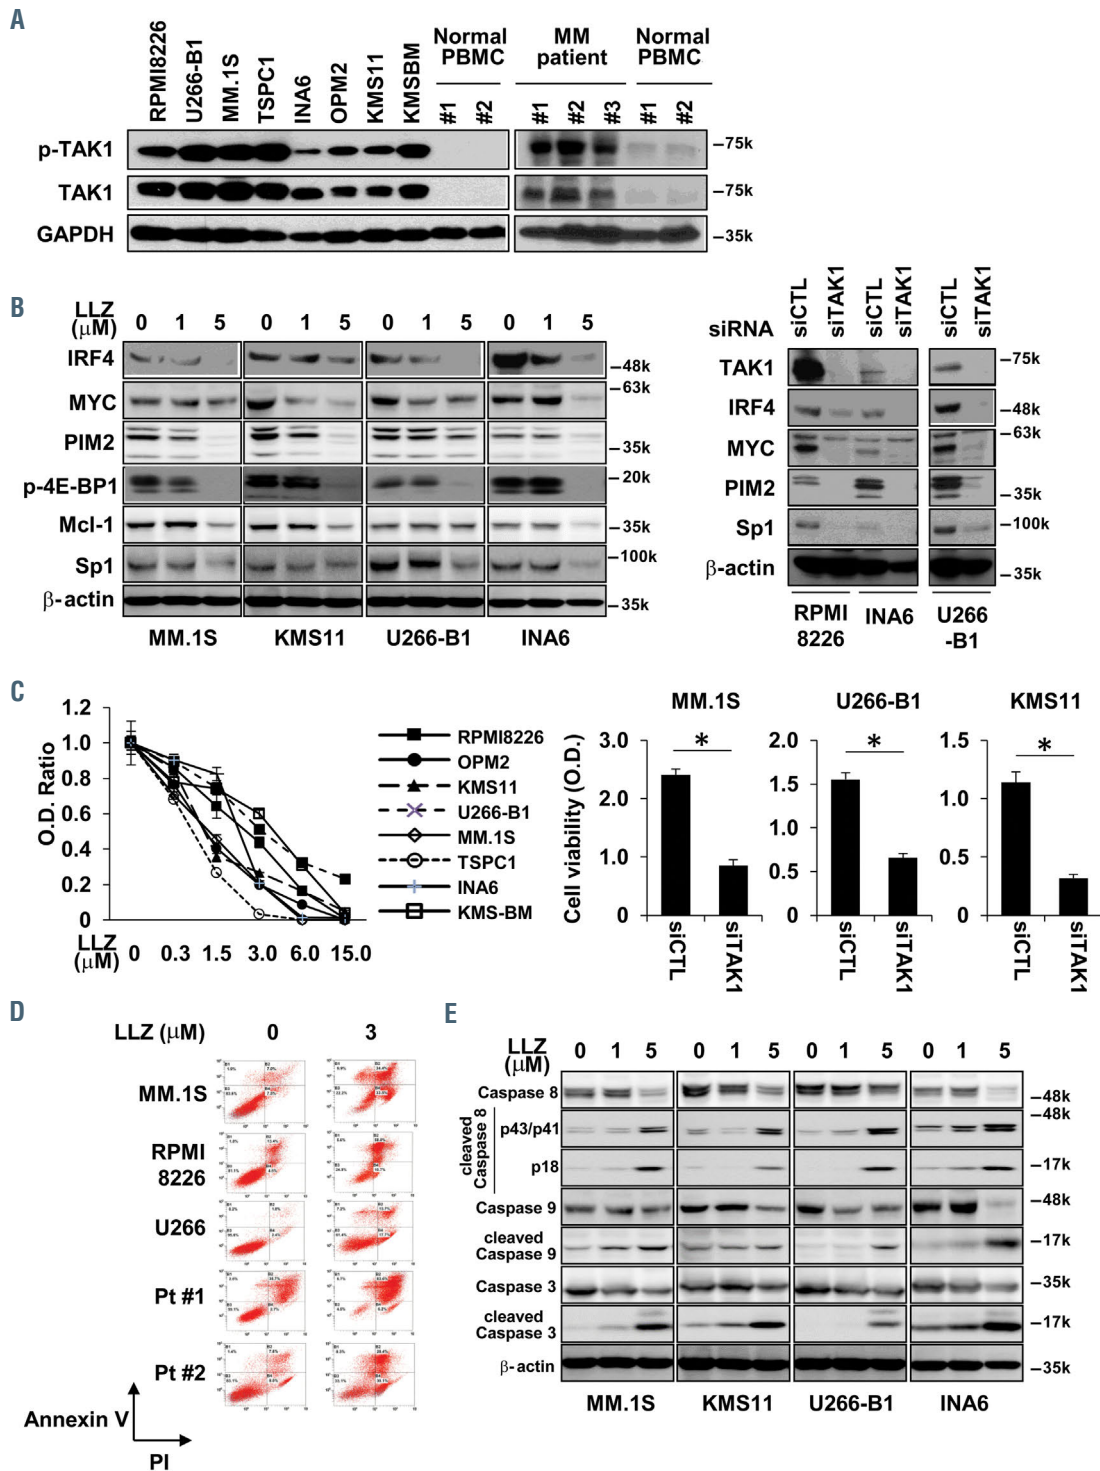 A
RPMI8226
U266-B1
MM.1S
TSPC1
INA6
OPM2
KMS11
KMSBM
Normal PBMC
MM patient
Normal PBMC
#1 #2 #1 #2 #3 #1 #2
p-TAK1 –75k
TAK1 –75k
GAPDH –35k
B
LLZ (μM) 0 1 5 0 1 5 0 1 5 0 1 5
IRF4 –48k
MYC –63k
PIM2 –35k
p-4E-BP1 –20k
Mcl-1 –35k
Sp1 –100k
β-actin –35k
MM.1S KMS11 U266-B1 INA6
siRNA siCTL siTAK1 siCTL siTAK1 siCTL siTAK1
TAK1 –75k
IRF4 –48k
MYC –63k
PIM2 –35k
Sp1 –100k
β-actin –35k
RPMI 8226 INA6 U266 -B1
C
O.D. Ratio
1.2
1.0
0.8
0.6
0.4
0.2
0
LLZ (μM) 0 0.3 1.5 3.0 6.0 15.0
RPMI8226
OPM2
KMS11
U266-B1
MM.1S
TSPC1
INA6
KMS-BM
Cell viability (O.D.)
MM.1S
3.0
*
2.0
1.0
0
siCTL siTAK1
U266-B1
2.0
*
1.5
1.0
0.5
0
siCTL siTAK1
KMS11
1.5
*
1.0
0.5
0
siCTL siTAK1
D
LLZ (μM) 0 3
MM.1S
RPMI 8226
U266
Pt #1
Pt #2
Annexin V
PI
E
LLZ (μM) 0 1 5 0 1 5 0 1 5 0 1 5
Caspase 8 –48k
cleaved Caspase 8
p43/p41 –48k
p18 –17k
Caspase 9 –48k
cleaved Caspase 9 –17k
Caspase 3 –35k
cleaved Caspase 3 –17k
β-actin –35k
MM.1S KMS11 U266-B1 INA6